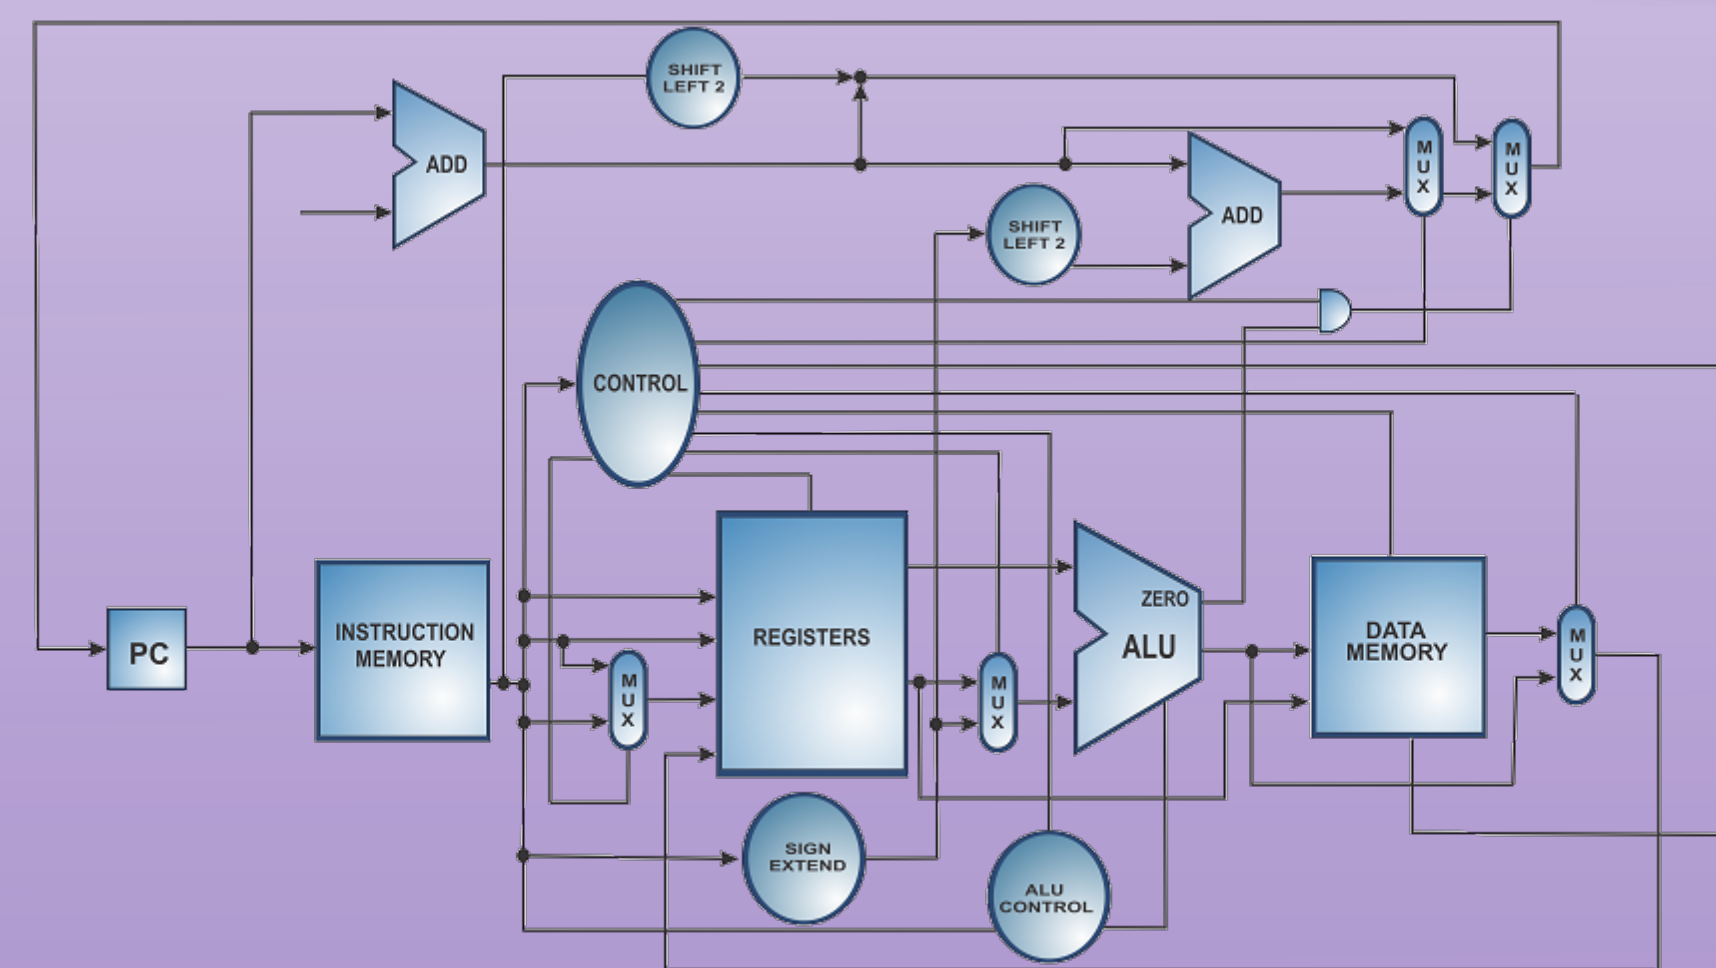 SHIFT
LEFT 2
ADD
M
U
X
M
U
X
SHIFT
LEFT 2
ADD
CONTROL
ZERO
ALU
PC
INSTRUCTION
MEMORY
REGISTERS
M
U
X
M
U
X
DATA
MEMORY
M
U
X
SIGN
EXTEND
ALU
CONTROL